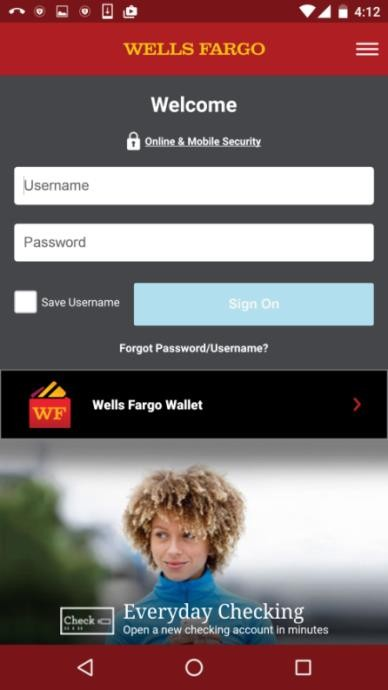 4:12
WELLS FARGO
Welcome
Online & Mobile Security
Username
Password
Save Username
Sign On
Forgot Password/Username?
WF
Wells Fargo Wallet
Check
Everyday Checking
Open a new checking account in minutes